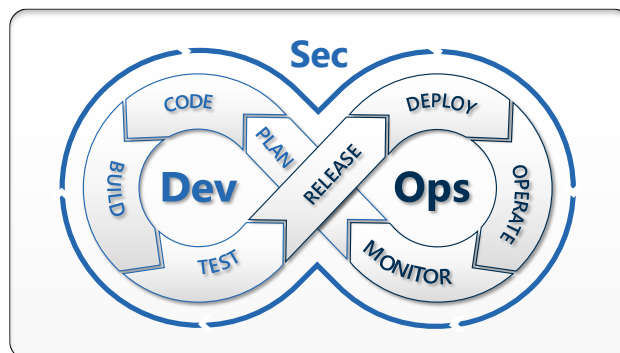 Sec
CODE
DEPLOY
PLAN
BUILD
Dev
RELEASE
Ops
OPERATE
TEST
MONITOR